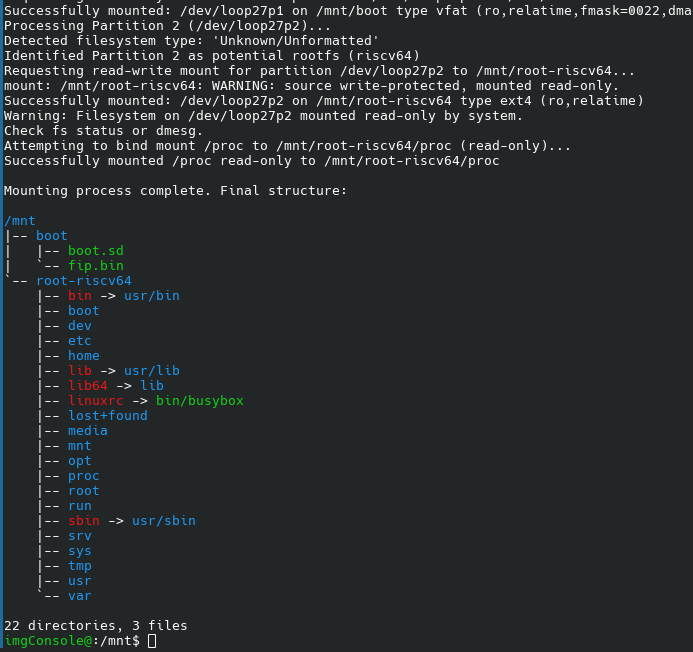 Successfully mounted: /dev/loop27p1 on /mnt/boot type vfat (ro,relatime,fmask=0022,dma
Processing Partition 2 (/dev/loop27p2)...
Detected filesystem type: 'Unknown/Unformatted'
Identified Partition 2 as potential rootfs (riscv64)
Requesting read-write mount for partition /dev/loop27p2 to /mnt/root-riscv64...
mount: /mnt/root-riscv64: WARNING: source write-protected, mounted read-only.
Successfully mounted: /dev/loop27p2 on /mnt/root-riscv64 type ext4 (ro,relatime)
Warning: Filesystem on /dev/loop27p2 mounted read-only by system.
Check fs status or dmesg.
Attempting to bind mount /proc to /mnt/root-riscv64/proc (read-only)...
Successfully mounted /proc read-only to /mnt/root-riscv64/proc

Mounting process complete. Final structure:

/mnt
|-- boot
|   |-- boot.sd
|   `-- fip.bin
`-- root-riscv64
    |-- bin -> usr/bin
    |-- boot
    |-- dev
    |-- etc
    |-- home
    |-- lib -> usr/lib
    |-- lib64 -> lib
    |-- linuxrc -> bin/busybox
    |-- lost+found
    |-- media
    |-- mnt
    |-- opt
    |-- proc
    |-- root
    |-- run
    |-- sbin -> usr/sbin
    |-- srv
    |-- sys
    |-- tmp
    |-- usr
    `-- var

22 directories, 3 files
imgConsole@:/mnt$